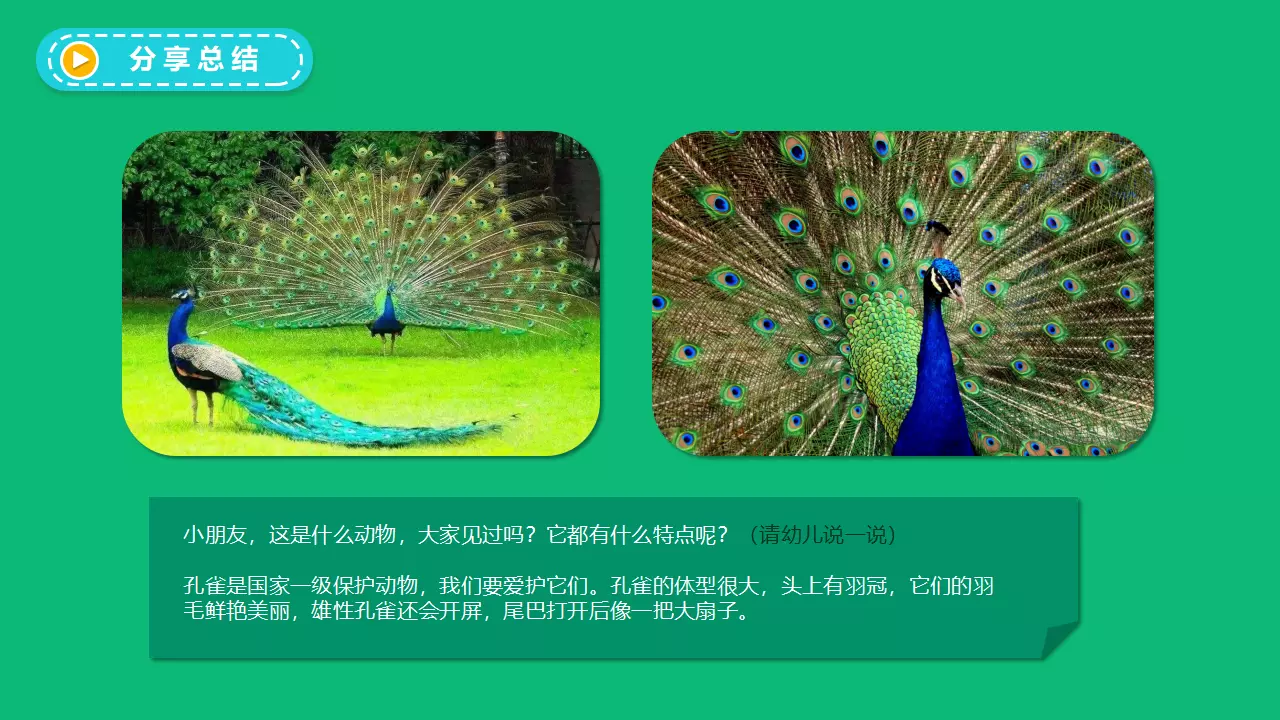 分享总结
小朋友，这是什么动物，大家见过吗？它都有什么特点呢？（请幼儿说一说）
孔雀是国家一级保护动物，我们要爱护它们。孔雀的体型很大，头上有羽冠，它们的羽
毛鲜艳美丽，雄性孔雀还会开屏，尾巴打开后像一把大扇子。